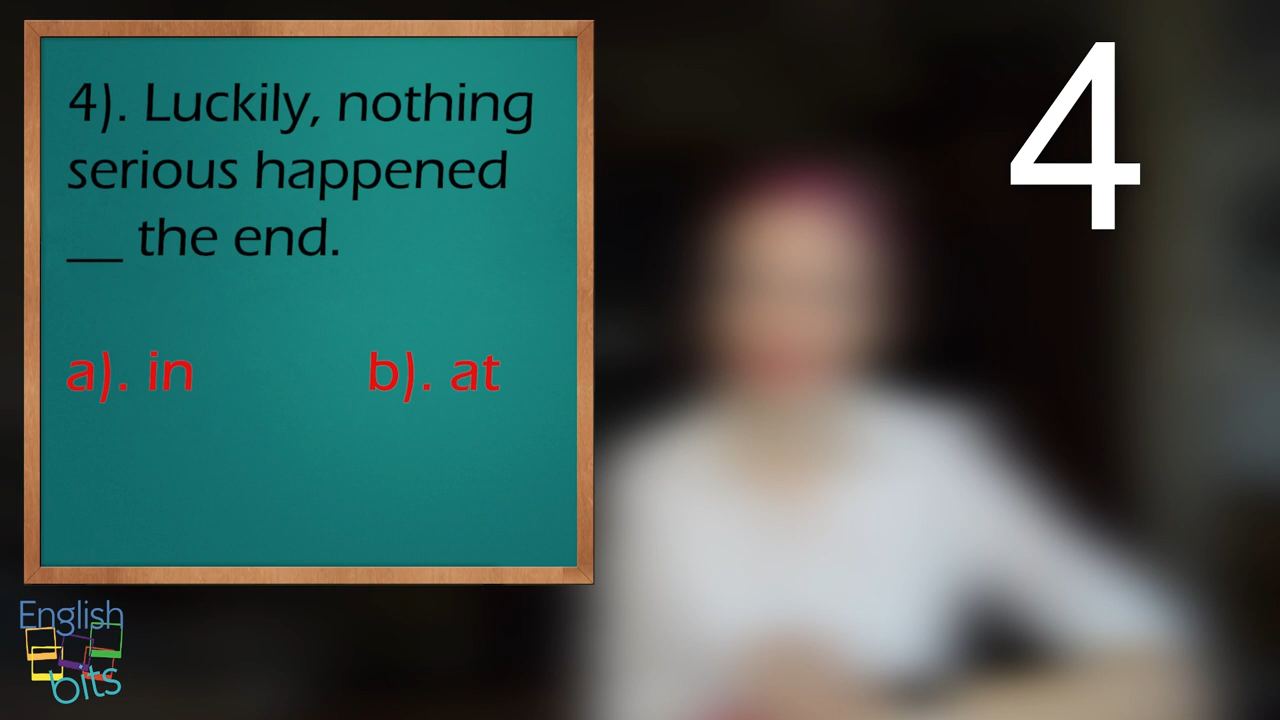 4). Luckily, nothing
serious happened
__ the end.
a). in b). at
4
English
bits